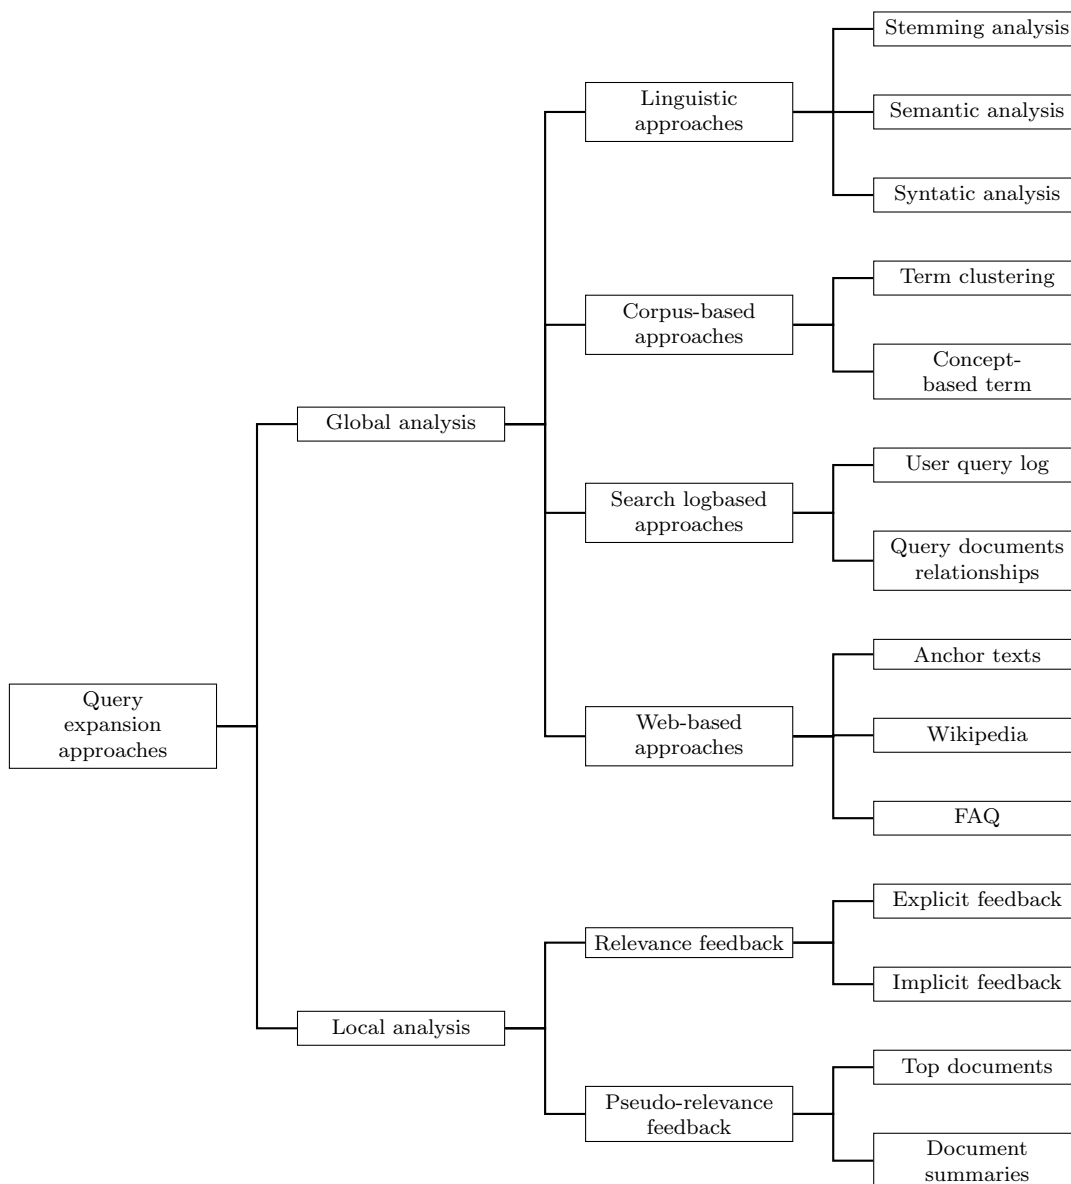 Stemming analysis
Linguistic
approaches
Semantic analysis
Syntatic analysis
Term clustering
Corpus-based
approaches
Concept-
based term
Global analysis
User query log
Search logbased
approaches
Query documents
relationships
Anchor texts
Query
expansion
approaches
Web-based
approaches
Wikipedia
FAQ
Explicit feedback
Relevance feedback
Implicit feedback
Local analysis
Top documents
Pseudo-relevance
feedback
Document
summaries